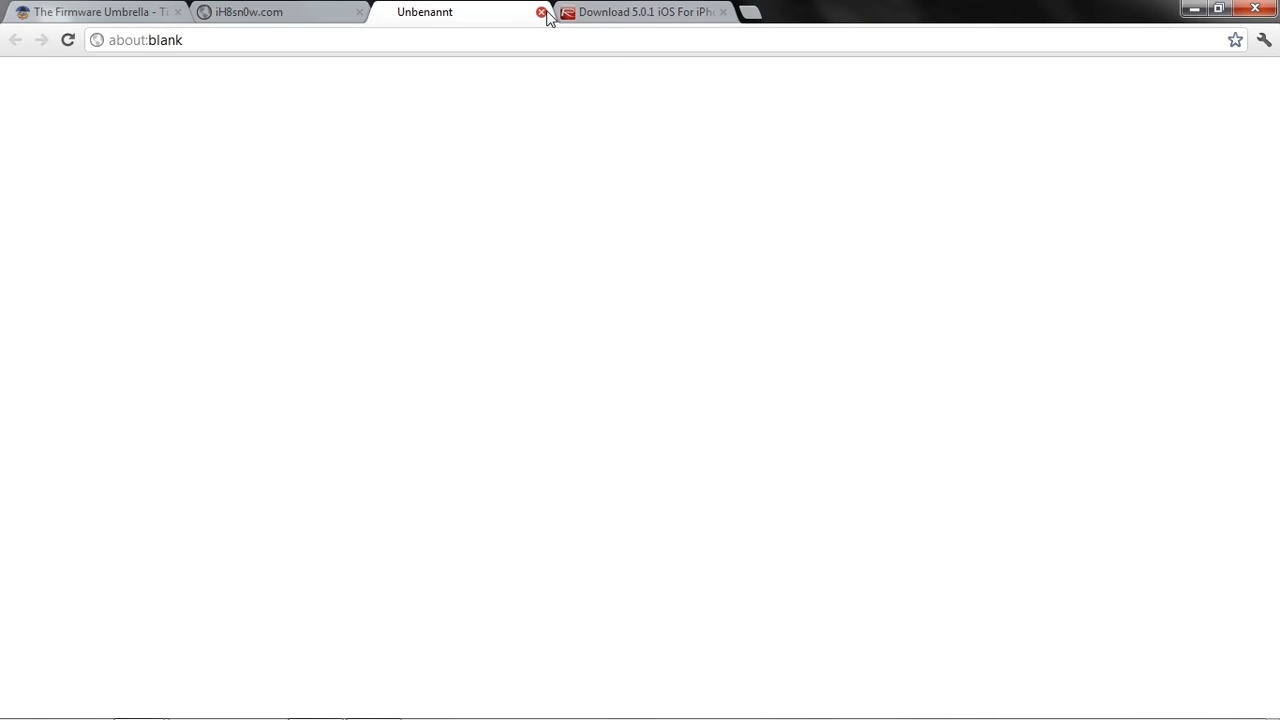 The Firmware Umbrella - Ti
iH8sn0w.com
Unbenannt
Download 5.0.1 iOS For iPh
about:blank